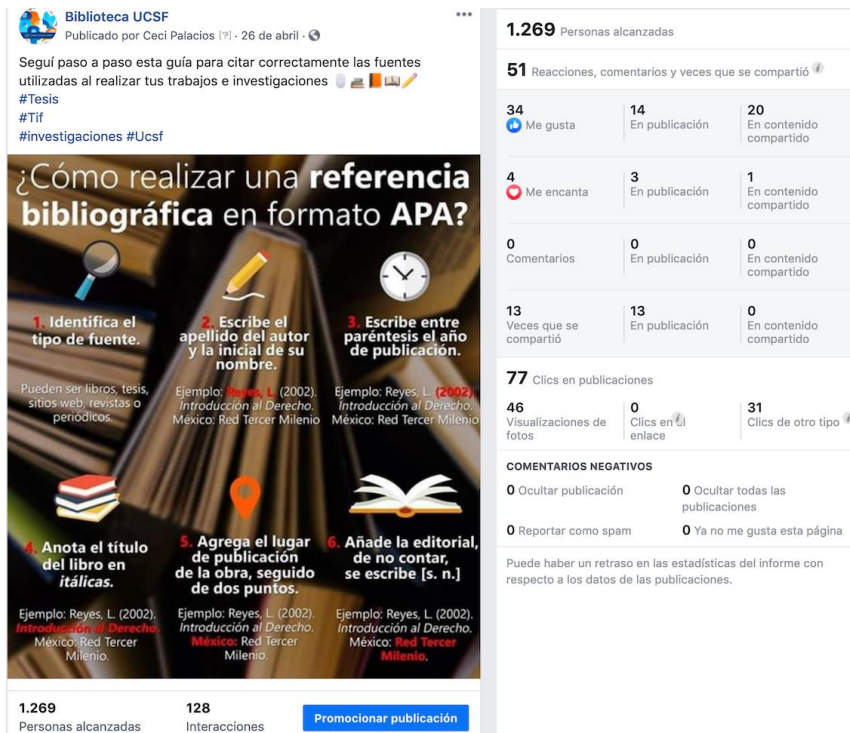 Biblioteca UCSF
Publicado por Ceci Palacios [?] · 26 de abril ·
Seguí paso a paso esta guía para citar correctamente las fuentes
utilizadas al realizar tus trabajos e investigaciones
#Tesis
#Tif
#investigaciones #Ucsf
¿Cómo realizar una referencia
bibliográfica en formato APA?
1. Identifica el
tipo de fuente.
Pueden ser libros, tesis,
sitios web, revistas o
periódicos.
2. Escribe el
apellido del autor
y la inicial de su
nombre.
Ejemplo: Reyes, L. (2002).
Introducción al Derecho.
México: Red Tercer Milenio
3. Escribe entre
paréntesis el año
de publicación.
Ejemplo: Reyes, L. (2002)
Introducción al Derecho.
México: Red Tercer Milenio
4. Anota el título
del libro en
itálicas.
Ejemplo: Reyes, L. (2002).
Introducción al Derecho.
México: Red Tercer
Milenio.
5. Agrega el lugar
de publicación
de la obra, seguido
de dos puntos.
Ejemplo: Reyes, L. (2002).
Introducción al Derecho.
México: Red Tercer
Milenio.
6. Añade la editorial,
de no contar,
se escribe [s. n.]
Ejemplo: Reyes, L. (2002).
Introducción al Derecho.
México: Red Tercer
Milenio.
1.269
Personas alcanzadas
128
Interacciones
Promocionar publicación
1.269 Personas alcanzadas
51 Reacciones, comentarios y veces que se compartió
34
Me gusta
14
En publicación
20
En contenido
compartido
4
Me encanta
3
En publicación
1
En contenido
compartido
0
Comentarios
0
En publicación
0
En contenido
compartido
13
Veces que se
compartió
13
En publicación
0
En contenido
compartido
77 Clics en publicaciones
46
Visualizaciones de
fotos
0
Clics en el
enlace
31
Clics de otro tipo
COMENTARIOS NEGATIVOS
0 Ocultar publicación
0 Ocultar todas las
publicaciones
0 Reportar como spam
0 Ya no me gusta esta página
Puede haber un retraso en las estadísticas del informe con
respecto a los datos de las publicaciones.